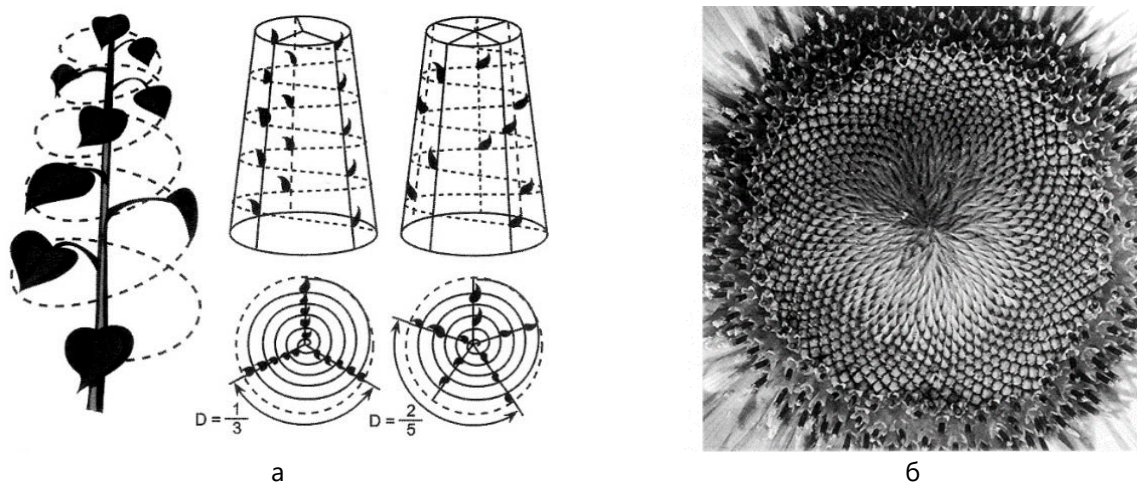 D = 1/3
D = 2/5
а
б